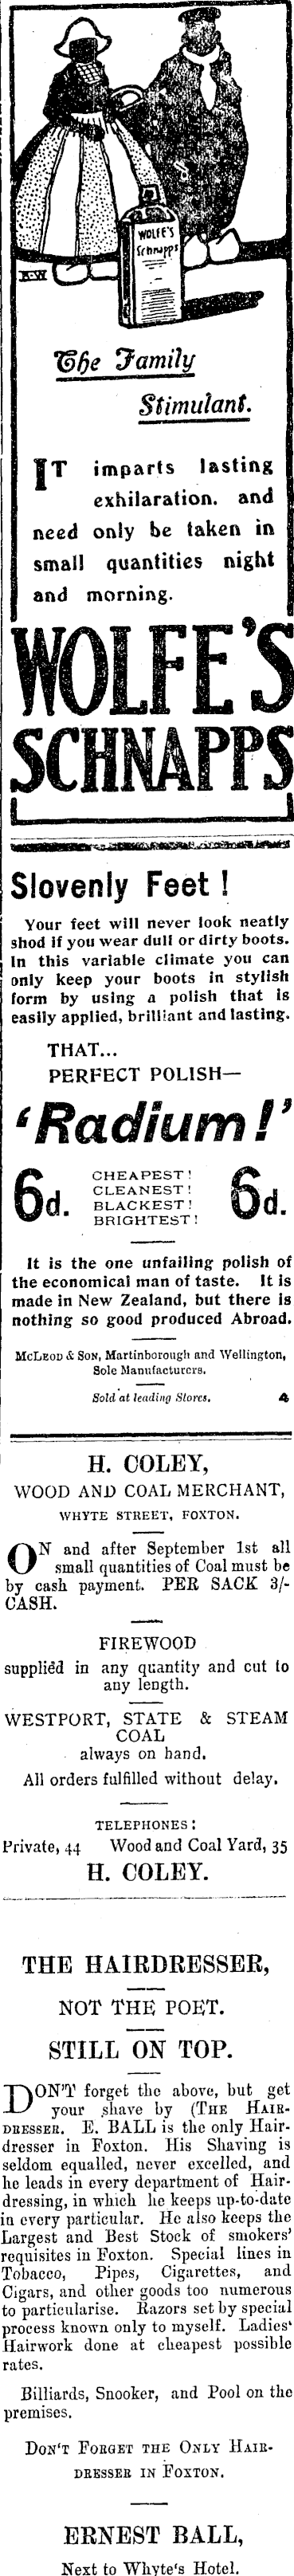 WOLFE'S
Schnapps
The Family
Stimulant.
IT imparts lasting
exhilaration. and
need only be taken in
small quantities night
and morning.
WOLFE'S
SCHNAPPS
Slovenly Feet !
Your feet will never look neatly
shod if you wear dull or dirty boots.
In this variable climate you can
only keep your boots in stylish
form by using a polish that is
easily applied, brilliant and lasting.
THAT...
PERFECT POLISH—
'Radium!'
6d. CHEAPEST! 6d.
CLEANEST!
BLACKEST!
BRIGHTEST!
It is the one unfailing polish of
the economical man of taste. It is
made in New Zealand, but there is
nothing so good produced Abroad.
McLEOD & SON, Martinborough and Wellington,
Sole Manufacturers.
Sold at leading Stores. 4
H. COLEY,
WOOD AND COAL MERCHANT,
WHYTE STREET, FOXTON.
ON and after September 1st all
small quantities of Coal must be
by cash payment. PER SACK 3/-
CASH.
FIREWOOD
supplied in any quantity and cut to
any length.
WESTPORT, STATE & STEAM
COAL
always on hand.
All orders fulfilled without delay.
TELEPHONES:
Private, 44 Wood and Coal Yard, 35
H. COLEY.
THE HAIRDRESSER,
NOT THE POET.
STILL ON TOP.
DON'T forget the above, but get
your shave by (THE HAIR-
DRESSER. E. BALL is the only Hair-
dresser in Foxton. His Shaving is
seldom equalled, never excelled, and
he leads in every department of Hair-
dressing, in which he keeps up-to-date
in every particular. He also keeps the
Largest and Best Stock of smokers'
requisites in Foxton. Special lines in
Tobacco, Pipes, Cigarettes, and
Cigars, and other goods too numerous
to particularise. Razors set by special
process known only to myself. Ladies'
Hairwork done at cheapest possible
rates.
Billiards, Snooker, and Pool on the
premises.
DON'T FORGET THE ONLY HAIR-
DRESSER IN FOXTON.
ERNEST BALL,
Next to Whyte's Hotel.